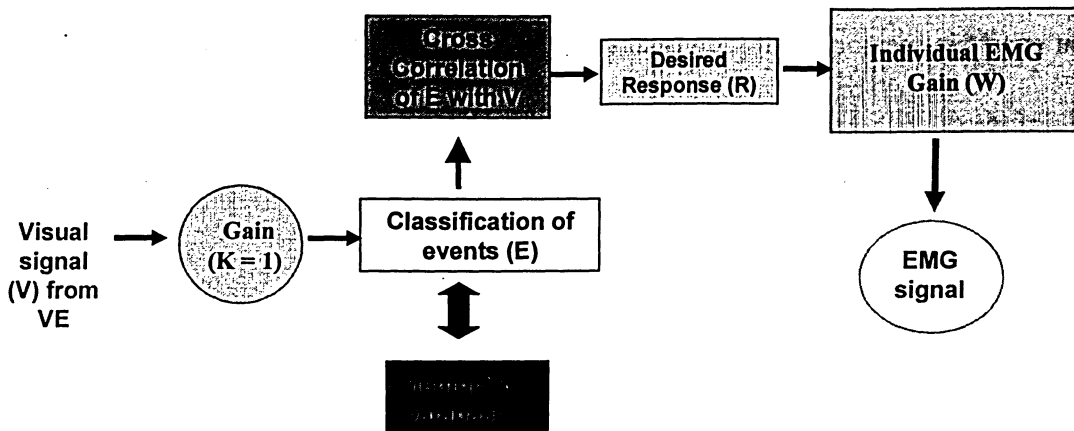 Cross
Correlation
of E with V
Desired
Response (R)
Individual EMG
Gain (W)
Visual
signal
(V) from
VE
Gain
(K = 1)
Classification of
events (E)
EMG
signal